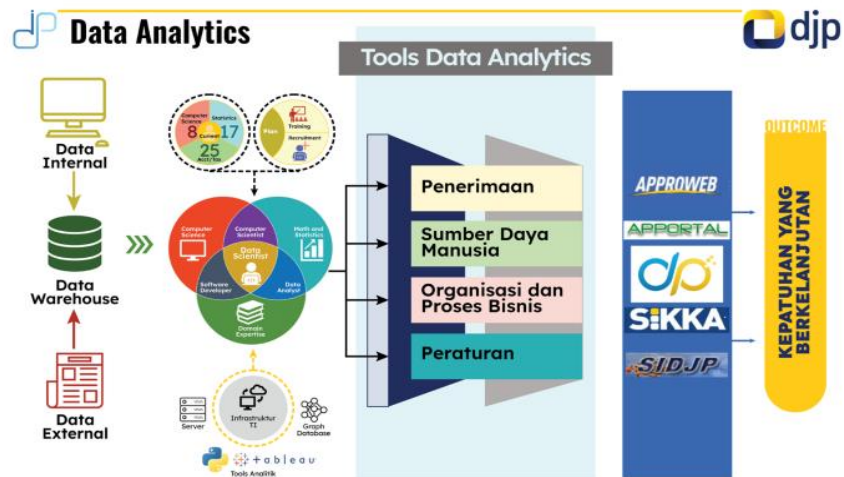 Data Analytics
djp
Tools Data Analytics
Data
Internal
Data
Warehouse
Data
External
Computer
Science
8
Statistics
17
Current
25
Acct/Tax
Plan
Training
Recruitment
Computer
Science
Computer
Scientist
Math and
Statistics
Data
Scientist
Software
Developer
Data
Analyst
Domain
Expertise
Server
Infrastruktur
TI
Graph
Database
+ableau
Tools Analitik
Penerimaan
Sumber Daya
Manusia
Organisasi dan
Proses Bisnis
Peraturan
APPROWEB
APPORTAL
SIKKA
SIDJP
OUTCOME
KEPATUHAN YANG
BERKELANJUTAN